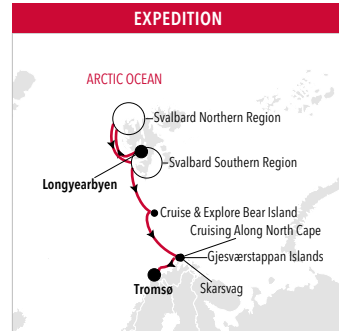 EXPEDITION
ARCTIC OCEAN
Svalbard Northern Region
Svalbard Southern Region
Longyearbyen
Cruise & Explore Bear Island
Cruising Along North Cape
Gjesværstappan Islands
Tromsø
Skarsvag